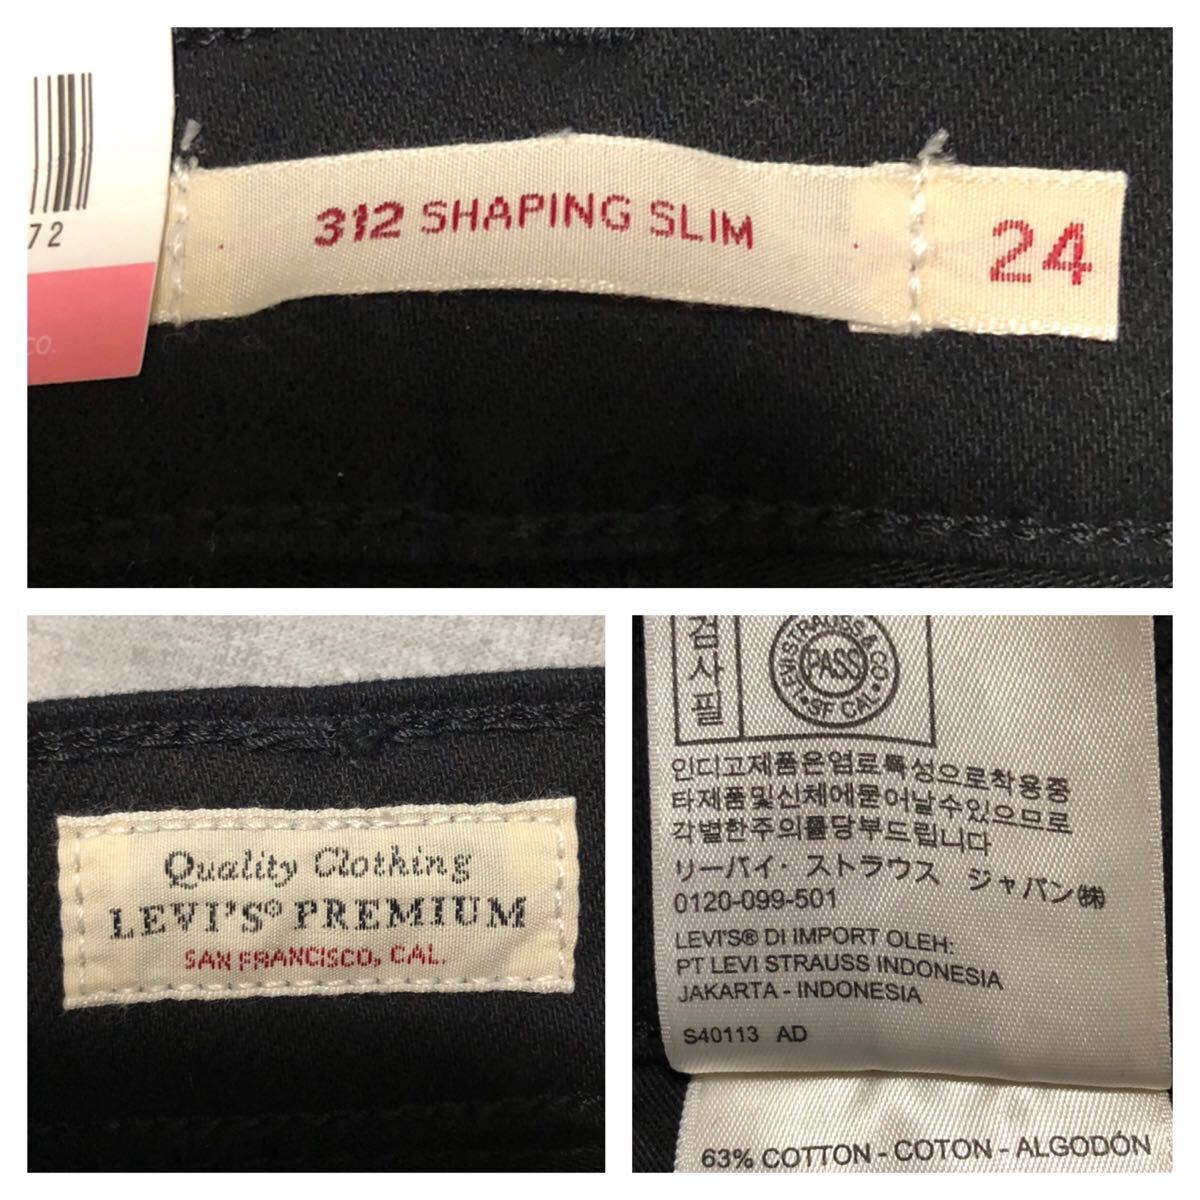 72
CO.
312 SHAPING SLIM
24
Quality Clothing
LEVI'S® PREMIUM
SAN FRANCISCO, CAL.
검사필
LEVI STRAUSS & CO
PASS
SF CAL
인디고제품은염료특성으로착용중
타제품및신체에묻어날수있으므로
각별한주의를당부드립니다
リーバイ・ストラウス ジャパン㈱
0120-099-501
LEVI'S® DI IMPORT OLEH:
PT LEVI STRAUSS INDONESIA
JAKARTA - INDONESIA
S40113 AD
63% COTTON - COTON - ALGODÓN